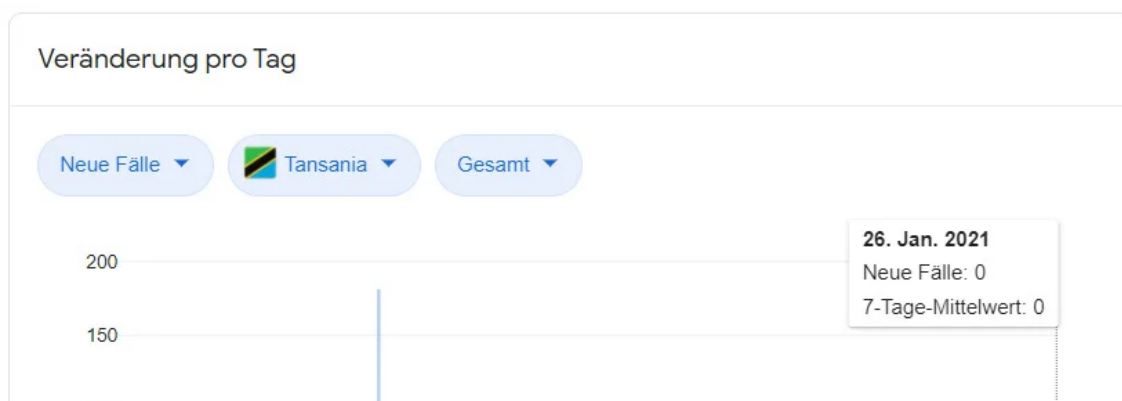 Veränderung pro Tag
Neue Fälle
Tansania
Gesamt
26. Jan. 2021
Neue Fälle: 0
7-Tage-Mittelwert: 0
200
150